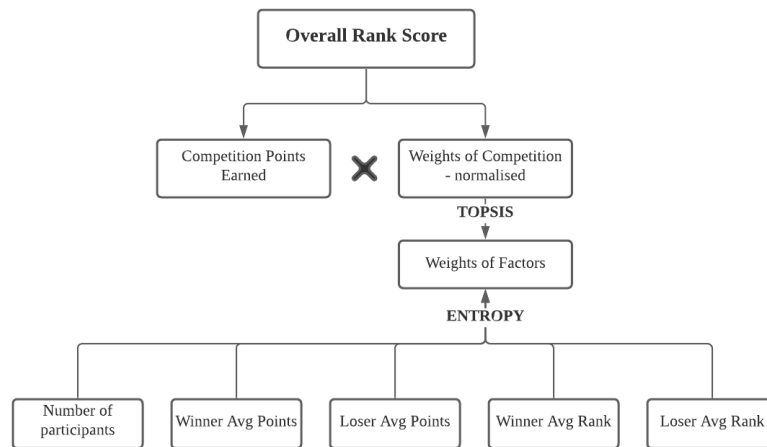 Overall Rank Score
Competition Points
Earned
Weights of Competition
- normalised
TOPSIS
Weights of Factors
ENTROPY
Number of
participants
Winner Avg Points
Loser Avg Points
Winner Avg Rank
Loser Avg Rank